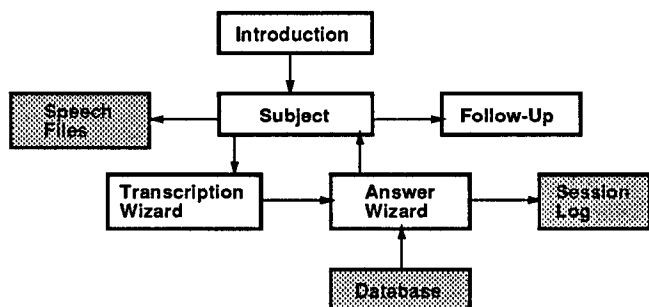 Introduction
Speech
Files
Subject
Follow-Up
Transcription
Wizard
Answer
Wizard
Session
Log
Database